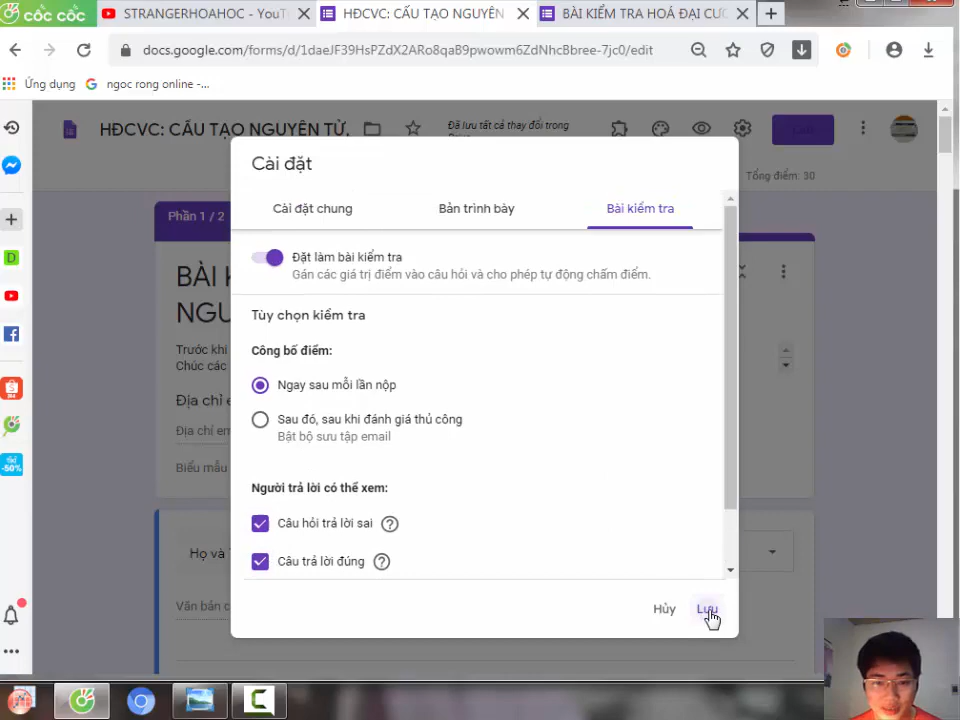 cốc cốc
STRANGERHOAHOC - YouT
HĐCVC: CẤU TẠO NGUYÊN
BÀI KIỂM TRA HOÁ ĐẠI CƯƠ
docs.google.com/forms/d/1daeJF39HsPZdX2ARo8qaB9pwowm6ZdNhcBbree-7jc0/edit
Ứng dụng
ngoc rong online -...
HĐCVC: CẤU TẠO NGUYÊN TỬ.
Đã lưu tất cả thay đổi trong
Tổng điểm: 30
Phần 1 / 2
Cài đặt
Cài đặt chung
Bản trình bày
Bài kiểm tra
Đặt làm bài kiểm tra
Gán các giá trị điểm vào câu hỏi và cho phép tự động chấm điểm.
BÀI
NGU
Tùy chọn kiểm tra
Trước khi
Chúc các
Công bố điểm:
Ngay sau mỗi lần nộp
Địa chỉ e
Sau đó, sau khi đánh giá thủ công
Địa chỉ em
Bật bộ sưu tập email
Biểu mẫu
-50%
Người trả lời có thể xem:
Câu hỏi trả lời sai
Họ và
Câu trả lời đúng
Văn bản c
Hủy
Lưu